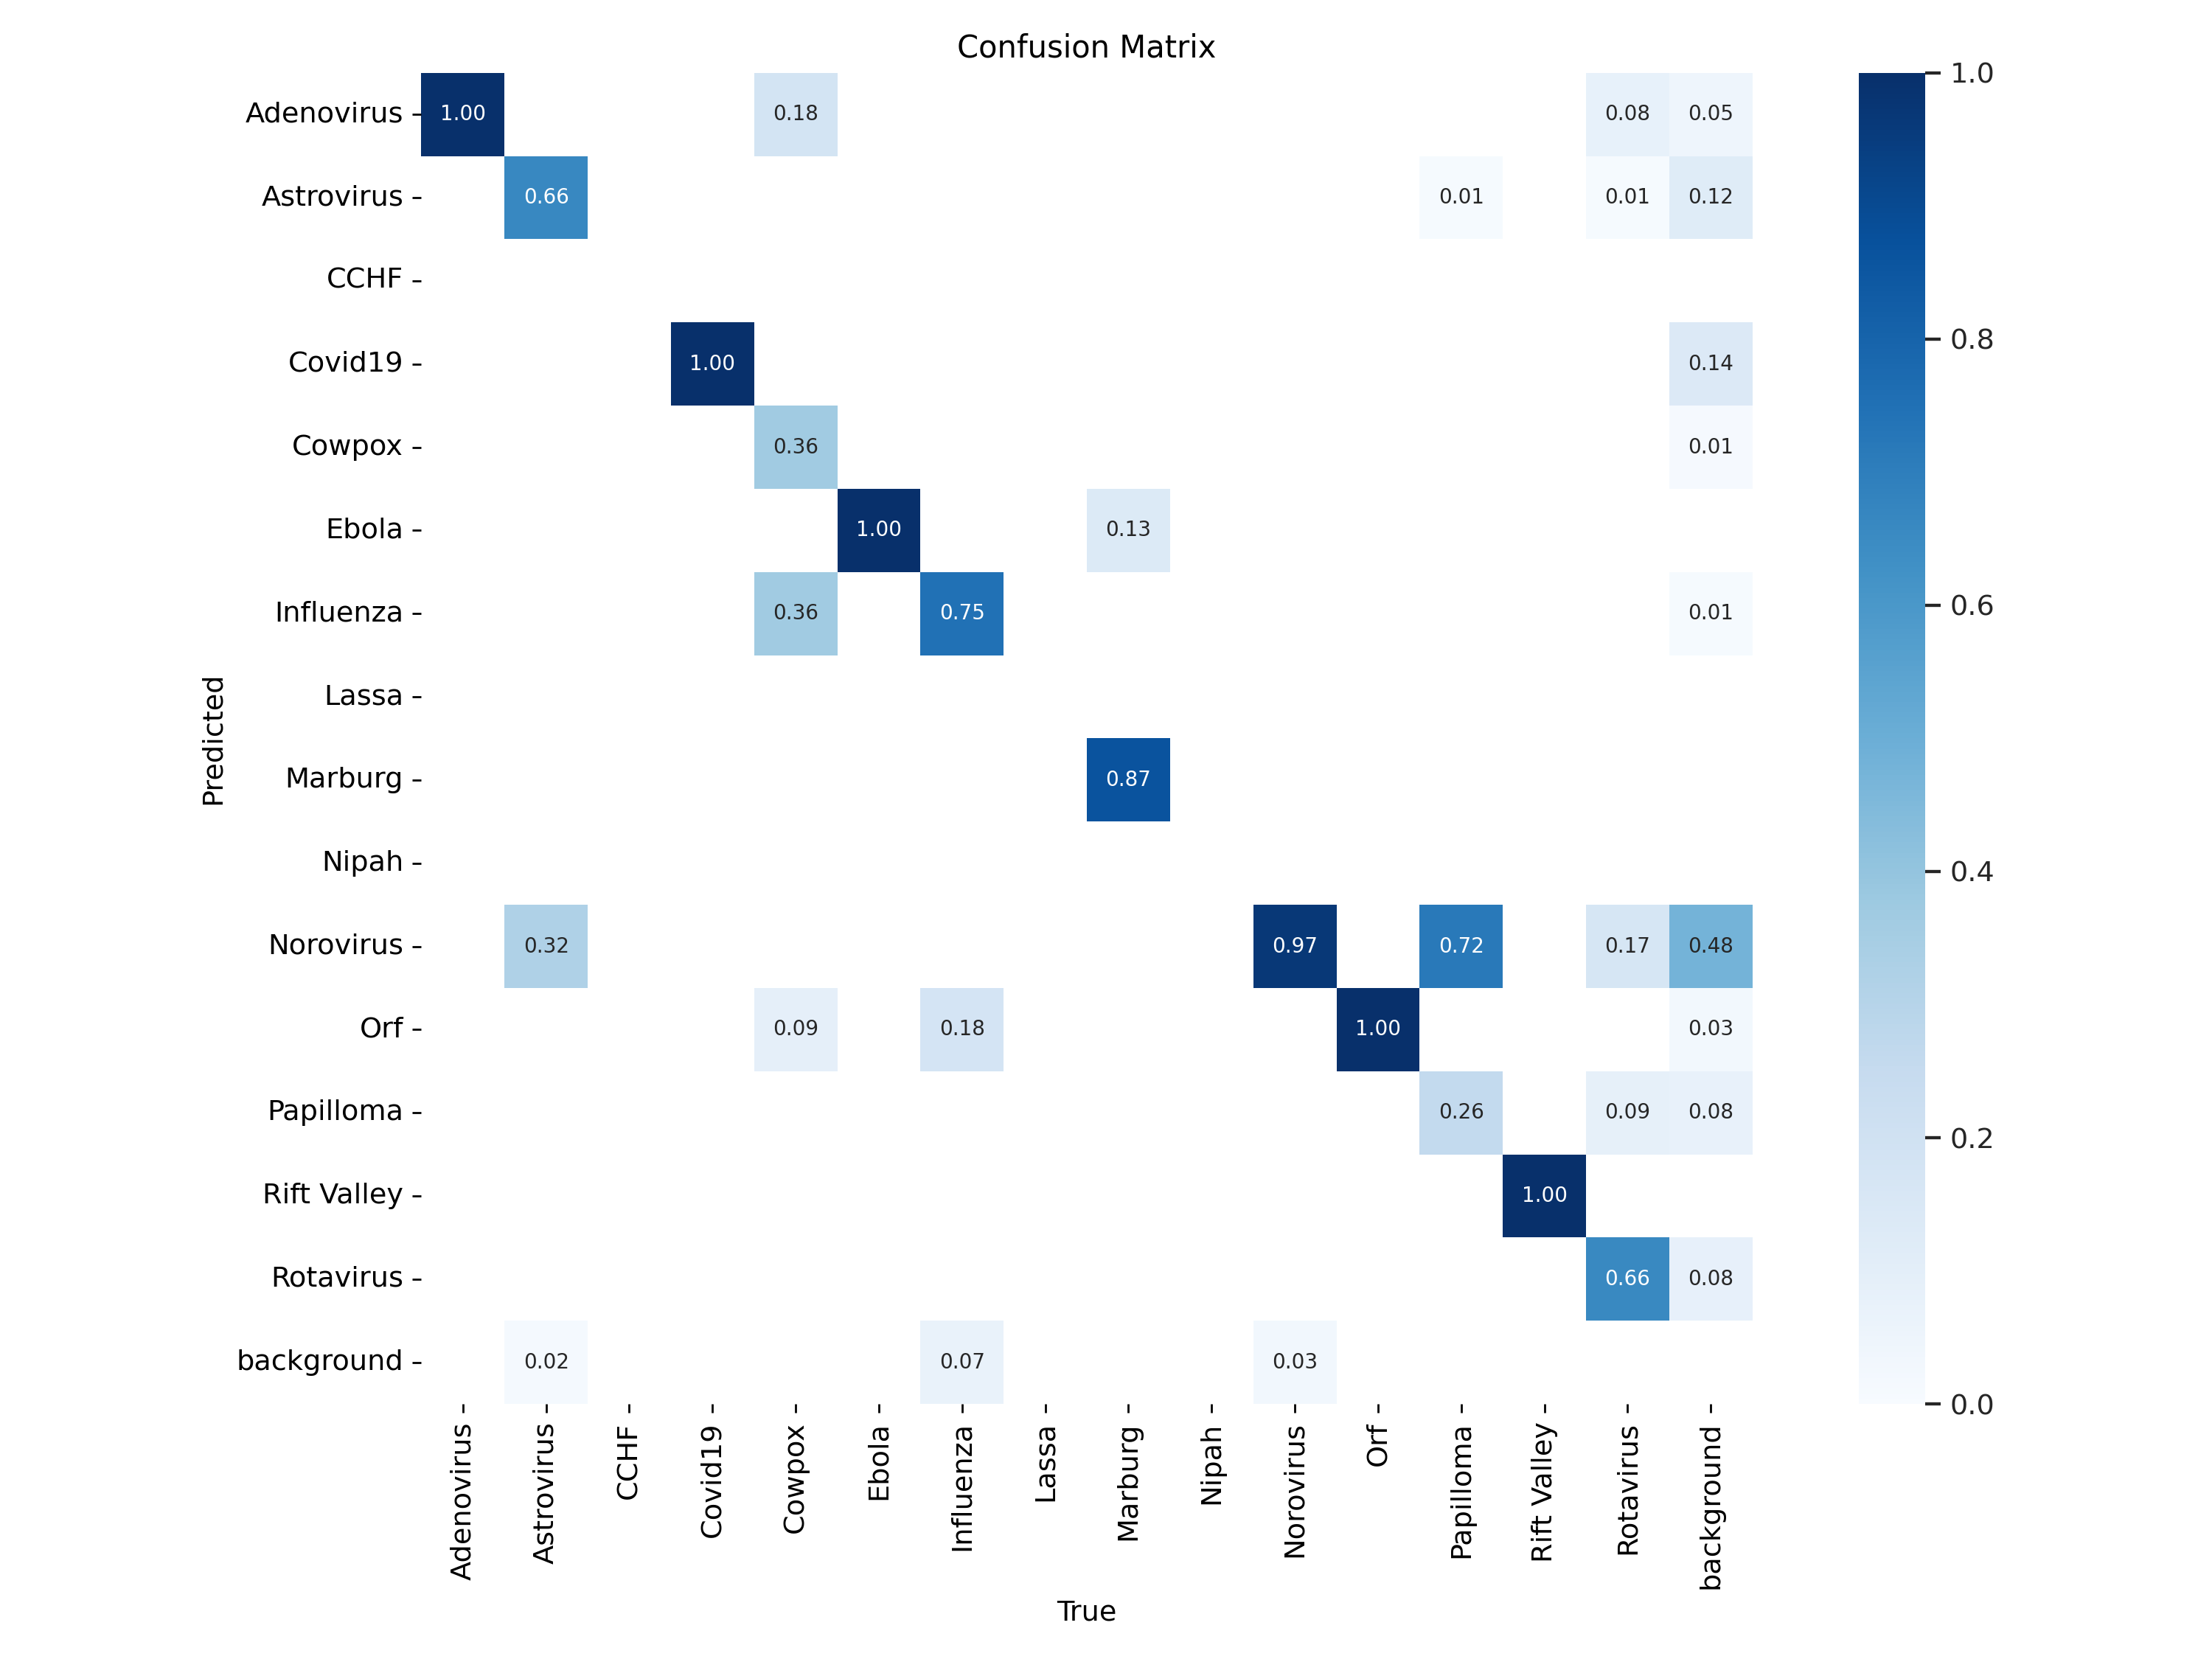 Confusion Matrix
Adenovirus 1.00 0.18 0.08 0.05
Astrovirus 0.66 0.01 0.01 0.12
CCHF
Covid19 1.00 0.14
Cowpox 0.36 0.01
Ebola 1.00 0.13
Influenza 0.36 0.75 0.01
Lassa
Marburg 0.87
Nipah
Norovirus 0.32 0.97 0.72 0.17 0.48
Orf 0.09 0.18 1.00 0.03
Papilloma 0.26 0.09 0.08
Rift Valley 1.00
Rotavirus 0.66 0.08
background 0.02 0.07 0.03
Predicted
Adenovirus
Astrovirus
CCHF
Covid19
Cowpox
Ebola
Influenza
Lassa
Marburg
Nipah
Norovirus
Orf
Papilloma
Rift Valley
Rotavirus
background
True
1.0
0.8
0.6
0.4
0.2
0.0